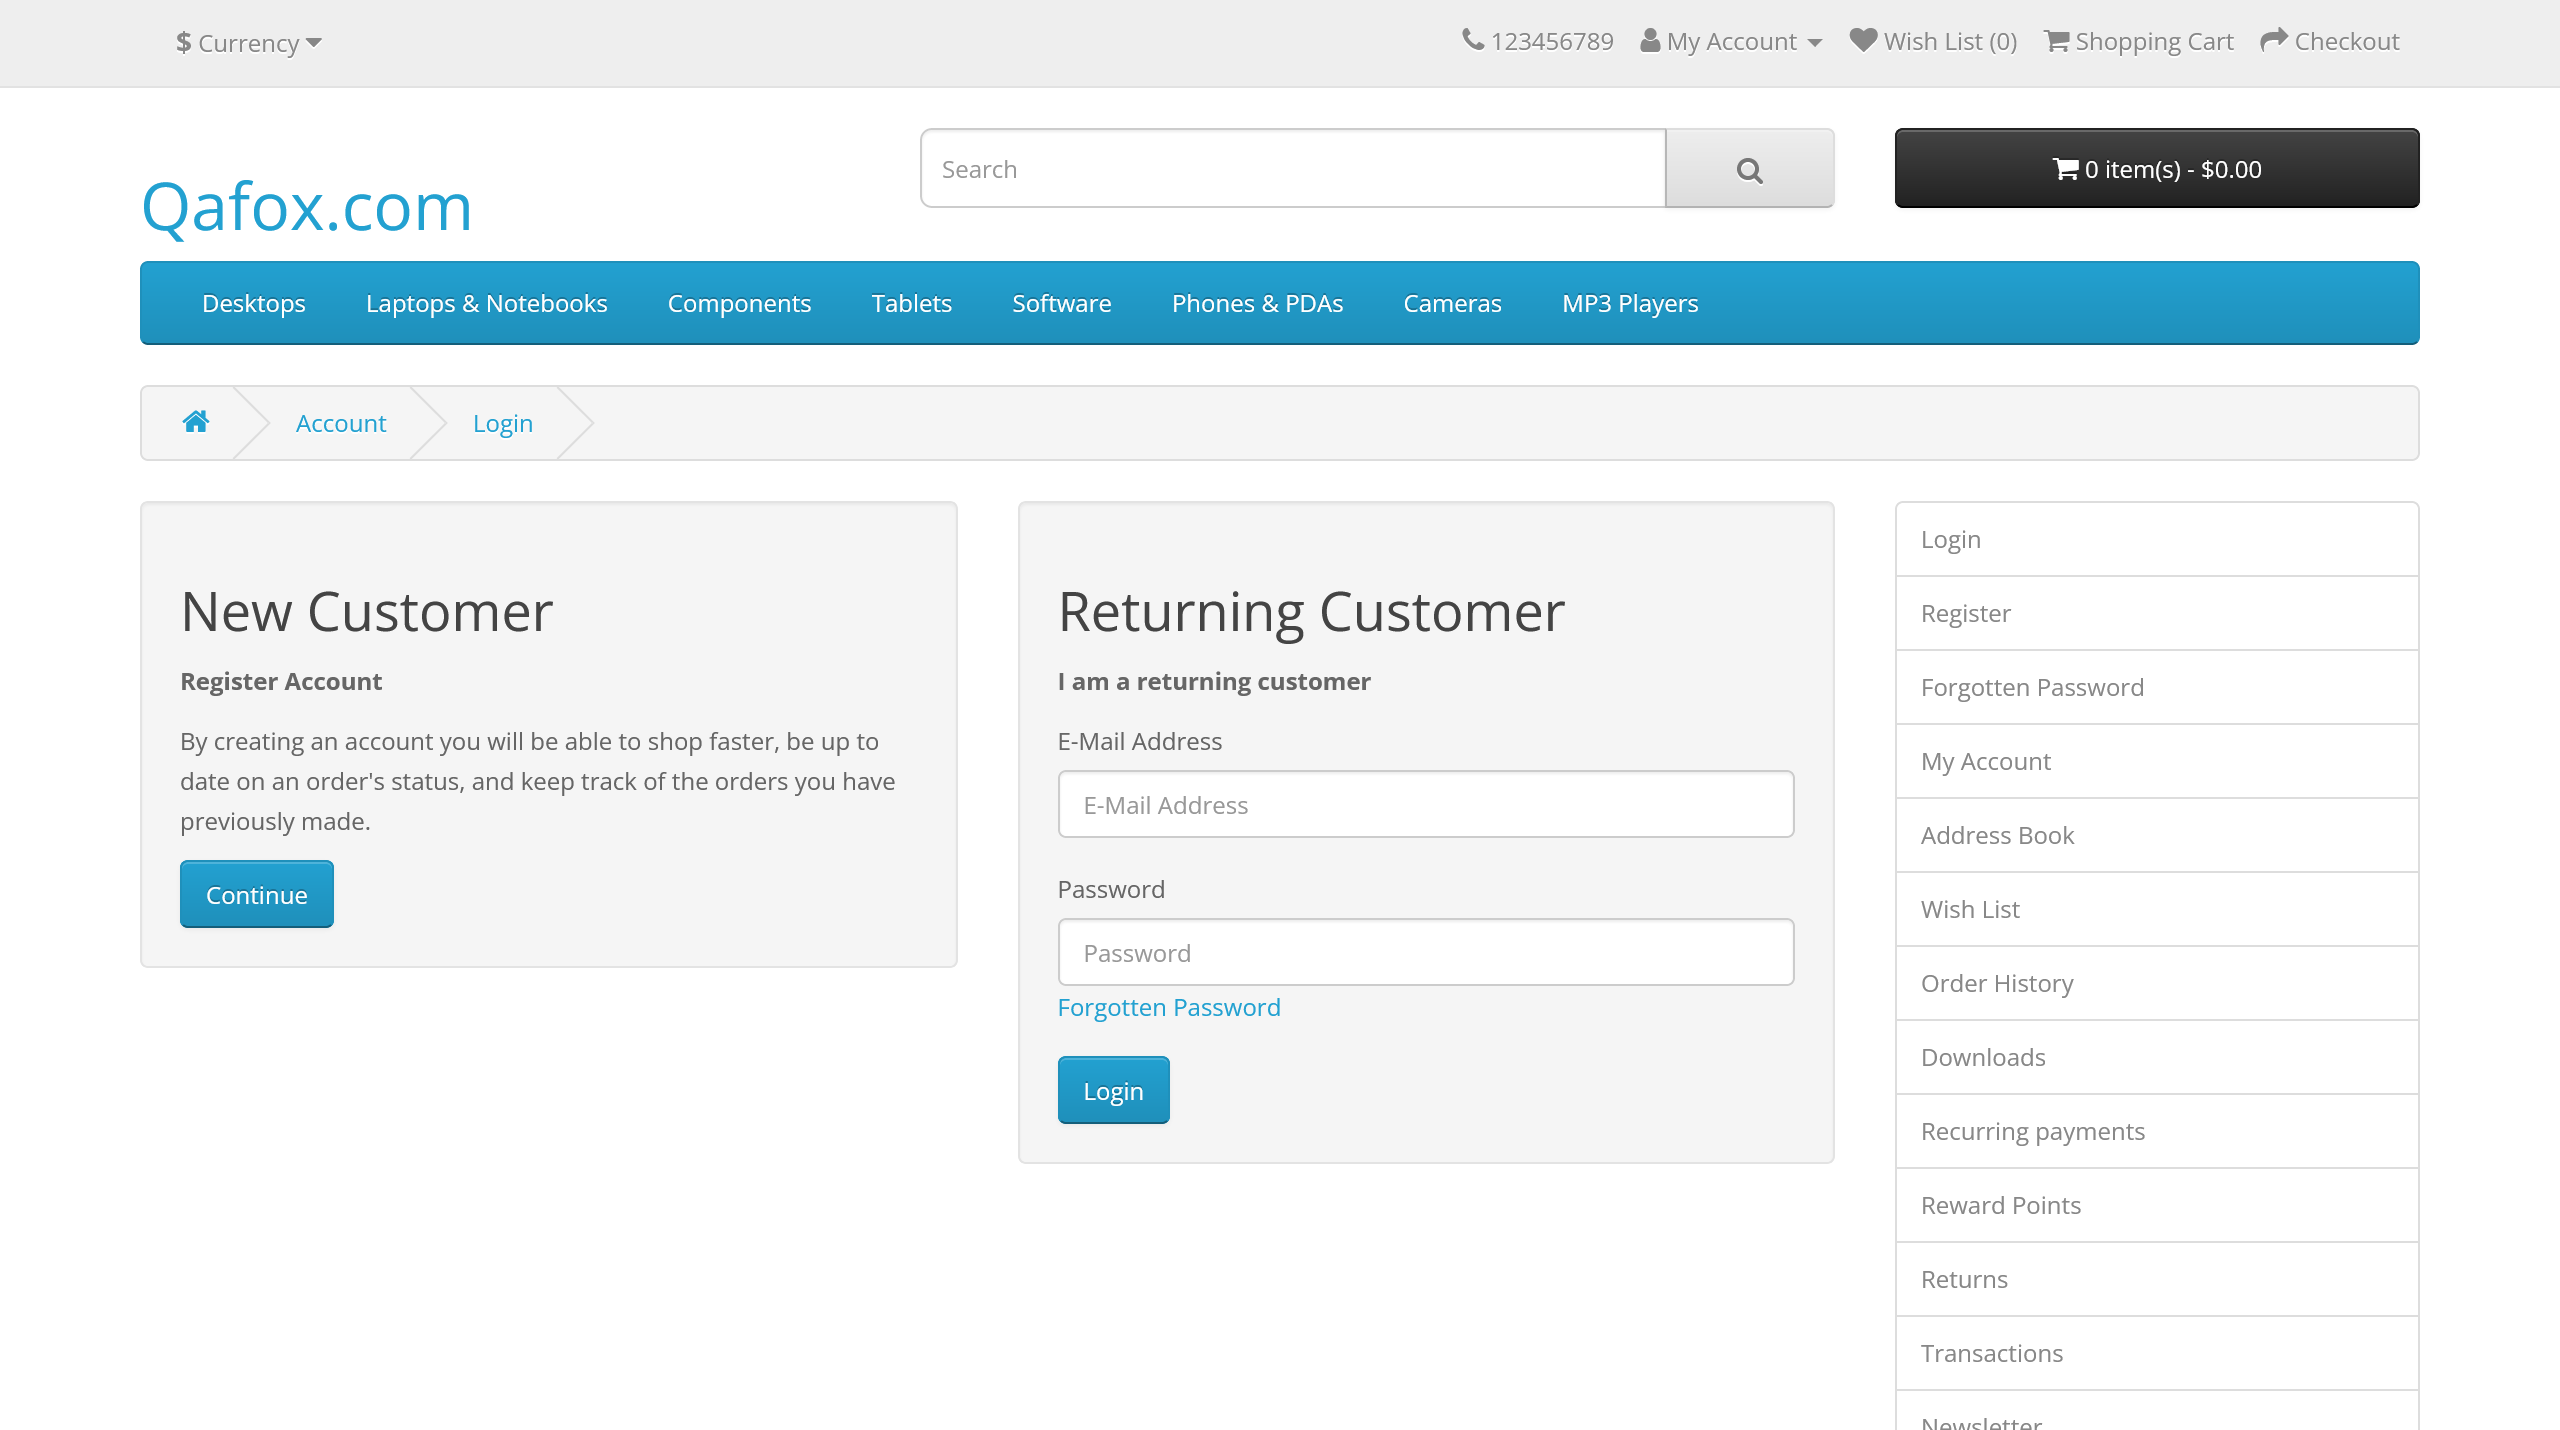 $ Currency
123456789 My Account Wish List (0) Shopping Cart Checkout
Qafox.com
Search
0 item(s) - $0.00
Desktops Laptops & Notebooks Components Tablets Software Phones & PDAs Cameras MP3 Players
Account Login
New Customer
Register Account
By creating an account you will be able to shop faster, be up to
date on an order's status, and keep track of the orders you have
previously made.
Continue
Returning Customer
I am a returning customer
E-Mail Address
E-Mail Address
Password
Password
Forgotten Password
Login
Login
Register
Forgotten Password
My Account
Address Book
Wish List
Order History
Downloads
Recurring payments
Reward Points
Returns
Transactions
Newsletter